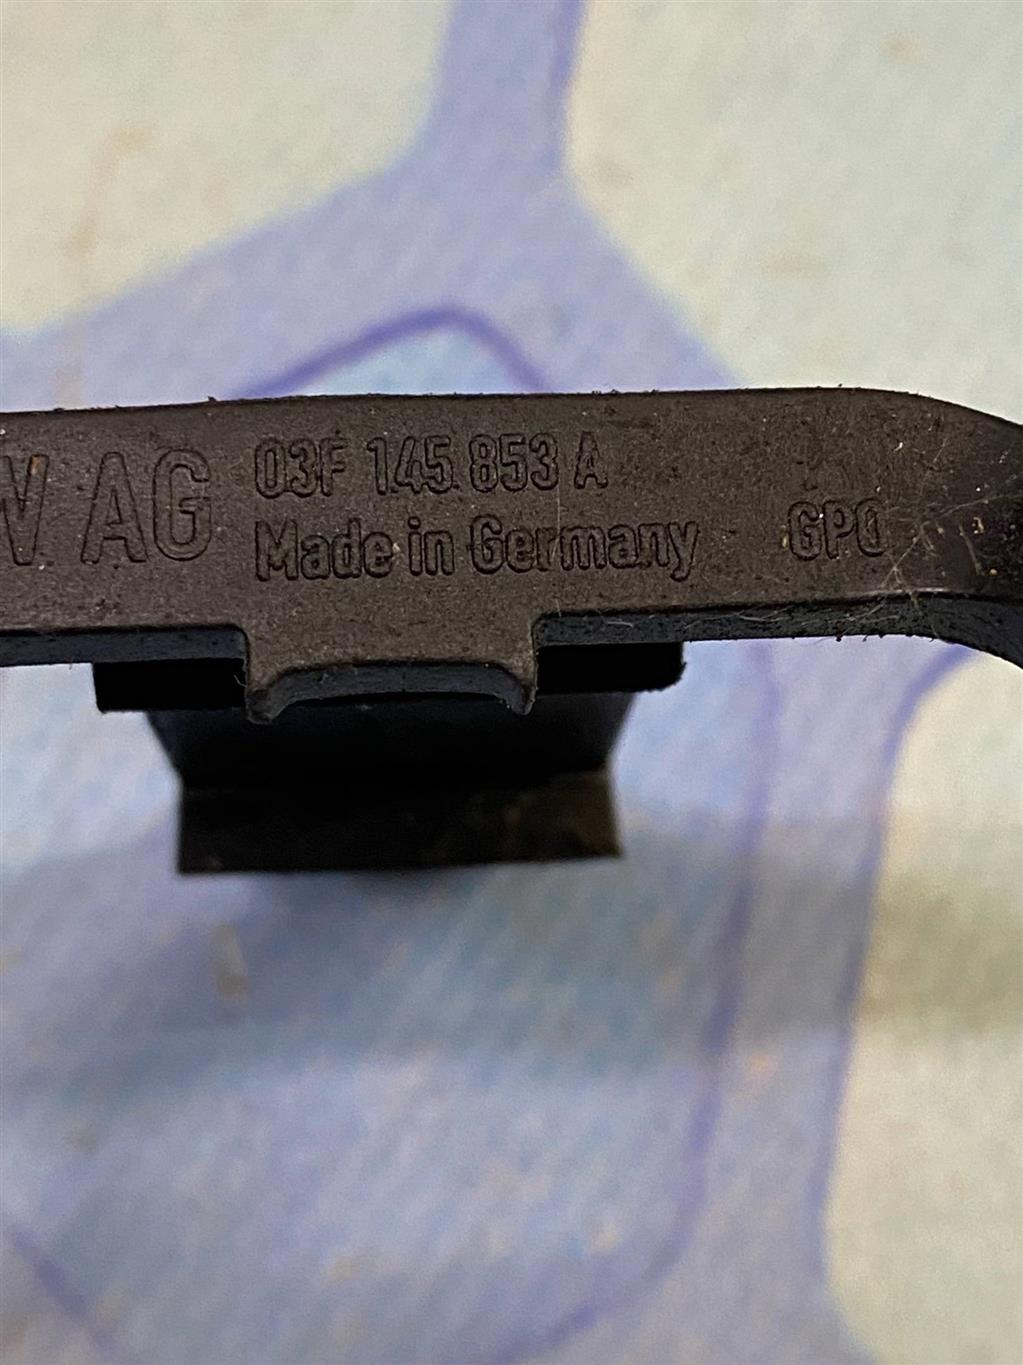 W AG 03F 145 853 A
Made in Germany GPO